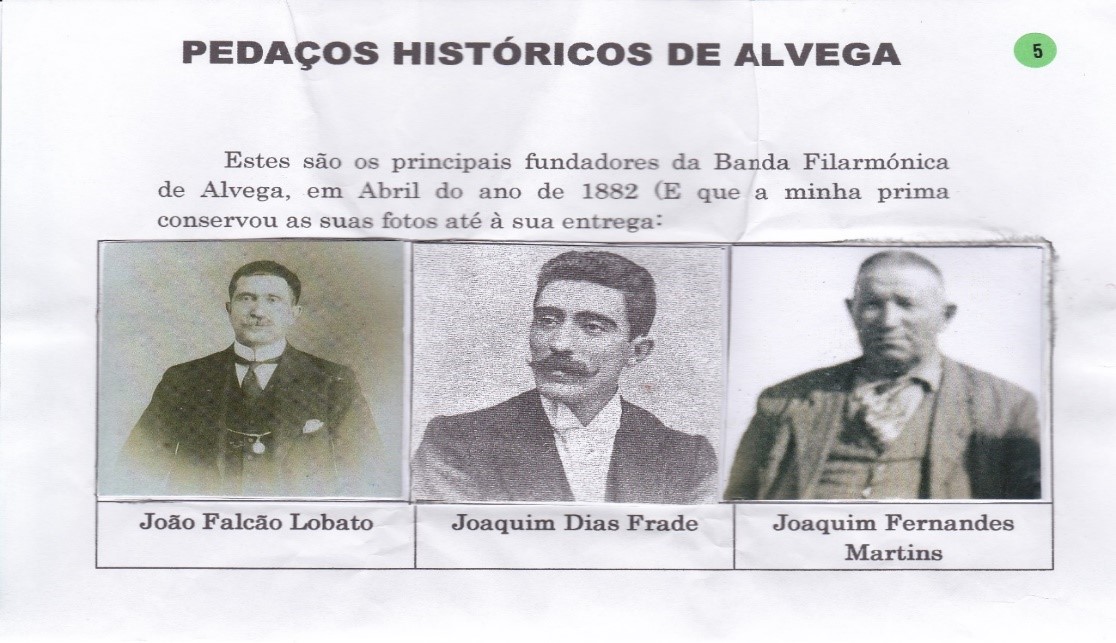 PEDAÇOS HISTÓRICOS DE ALVEGA
5
Estes são os principais fundadores da Banda Filarmónica
de Alvega, em Abril do ano de 1882 (E que a minha prima
conservou as suas fotos até à sua entrega:
João Falcão Lobato
Joaquim Dias Frade
Joaquim Fernandes
Martins